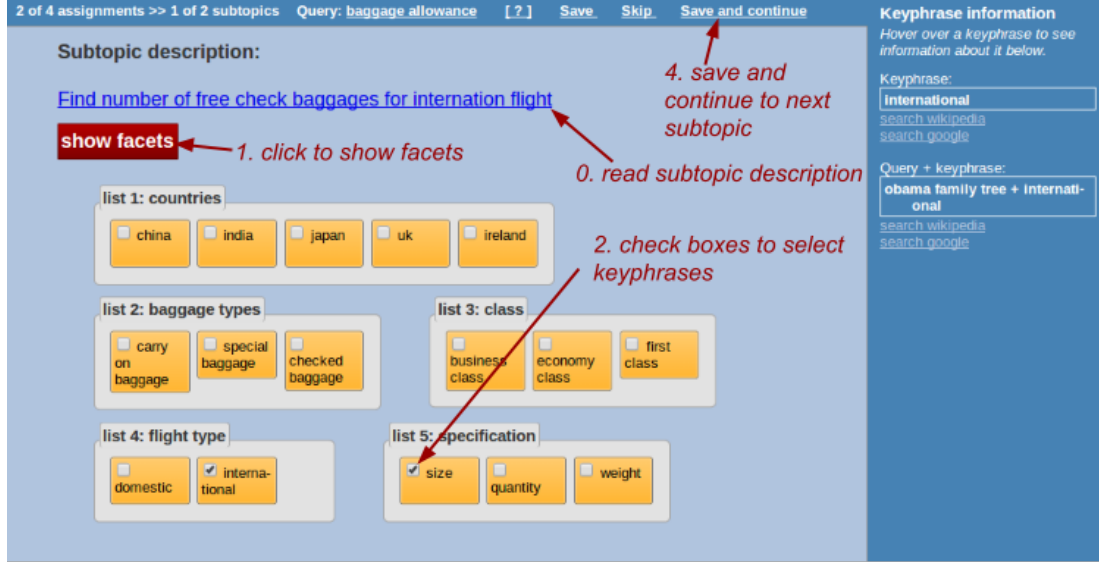 2 of 4 assignments >> 1 of 2 subtopics Query: baggage allowance [ ? ] Save Skip Save and continue
Subtopic description:
Find number of free check baggages for internation flight
show facets
1. click to show facets
4. save and
continue to next
subtopic
0. read subtopic description
2. check boxes to select
keyphrases
list 1: countries
china india japan uk ireland
list 2: baggage types
carry
on
baggage
special
baggage
checked
baggage
list 3: class
business
class
economy
class
first
class
list 4: flight type
domestic
interna-
tional
list 5: specification
size
quantity
weight
Keyphrase information
Hover over a keyphrase to see
information about it below.
Keyphrase:
international
search wikipedia
search google
Query + keyphrase:
obama family tree + internati-
onal
search wikipedia
search google